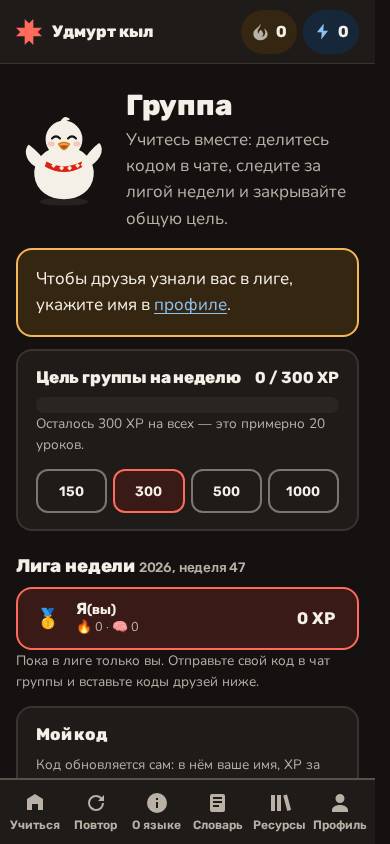 Удмурт кыл
0
0
Группа
Учитесь вместе: делитесь
кодом в чате, следите за
лигой недели и закрывайте
общую цель.
Чтобы друзья узнали вас в лиге,
укажите имя в профиле.
Цель группы на неделю 0 / 300 XP
Осталось 300 XP на всех — это примерно 20
уроков.
150 300 500 1000
Лига недели 2026, неделя 47
Я(вы)
🔥 0 · 🧠 0
0 XP
Пока в лиге только вы. Отправьте свой код в чат
группы и вставьте коды друзей ниже.
Мой код
Код обновляется сам: в нём ваше имя, XP за
Учиться Повтор О языке Словарь Ресурсы Профиль